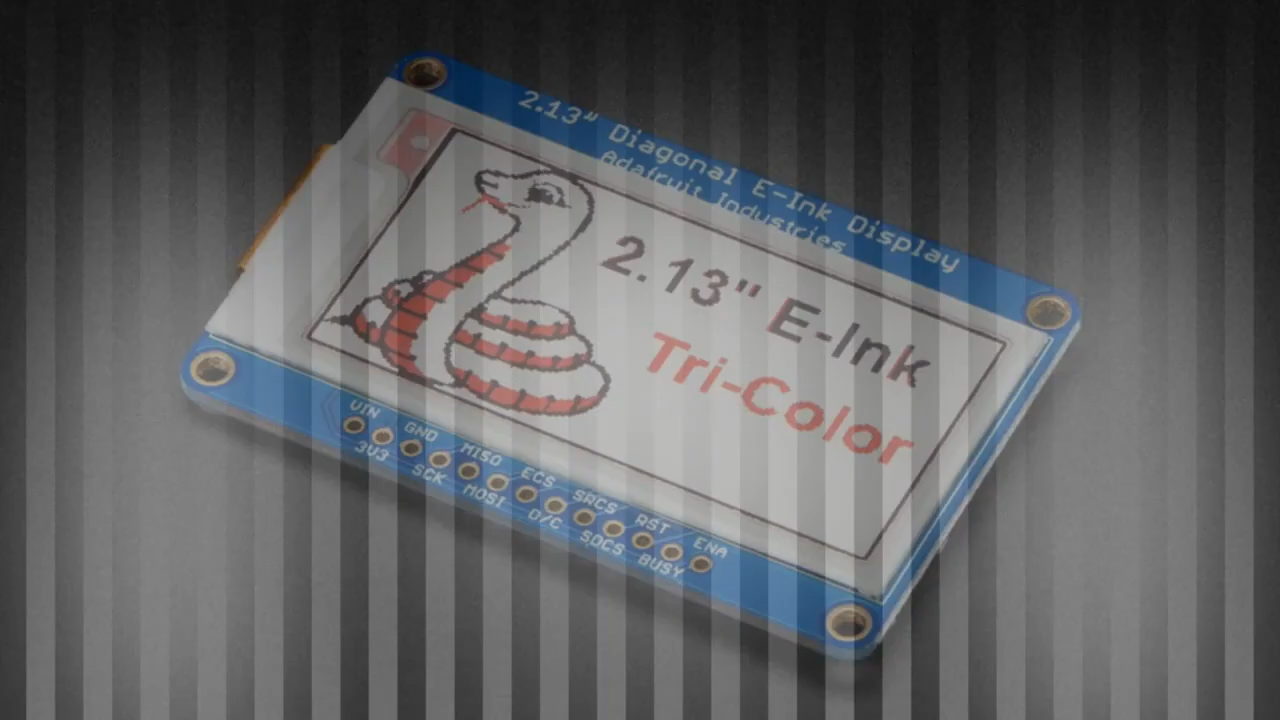 2.13" Diagonal E-Ink Display
Adafruit Industries
2.13" E-Ink
Tri-Color
VIN GND MISO ECS SRCS RST ENA
3V3 SCK MOSI D/C SDCS BUSY